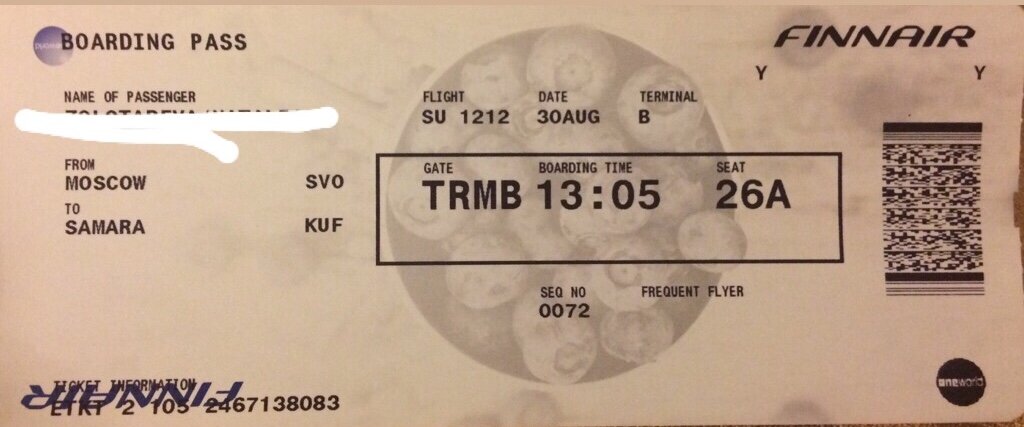 BOARDING PASS
FINNAIR
Y Y
NAME OF PASSENGER
FLIGHT DATE TERMINAL
SU 1212 30AUG B
FROM
MOSCOW SVO
TO
SAMARA KUF
GATE BOARDING TIME SEAT
TRMB 13:05 26A
SEQ NO FREQUENT FLYER
0072
TICKET INFORMATION
FINNAIR
ETKT 2 105 2467138083
oneworld